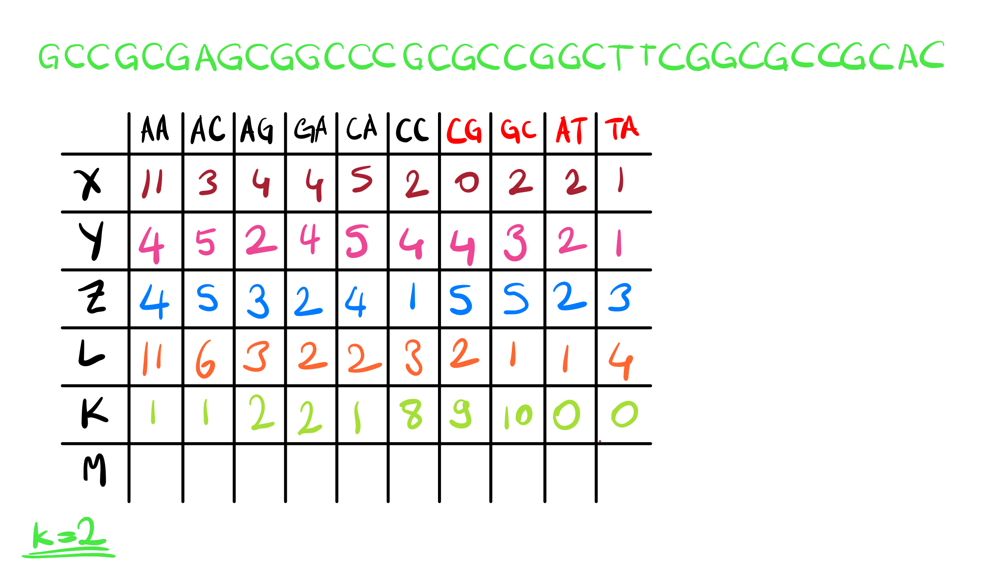 GCCGCGAGCGGCCCGCGCCGGCTTCGGCGCCGCAC
AA AC AG GA CA CC CG GC AT TA
X 11 3 4 4 5 2 0 2 2 1
Y 4 5 2 4 5 4 4 3 2 1
Z 4 5 3 2 4 1 5 5 2 3
L 11 6 3 2 2 3 2 1 1 4
K 1 1 2 2 1 8 9 10 0 0
M
k=2